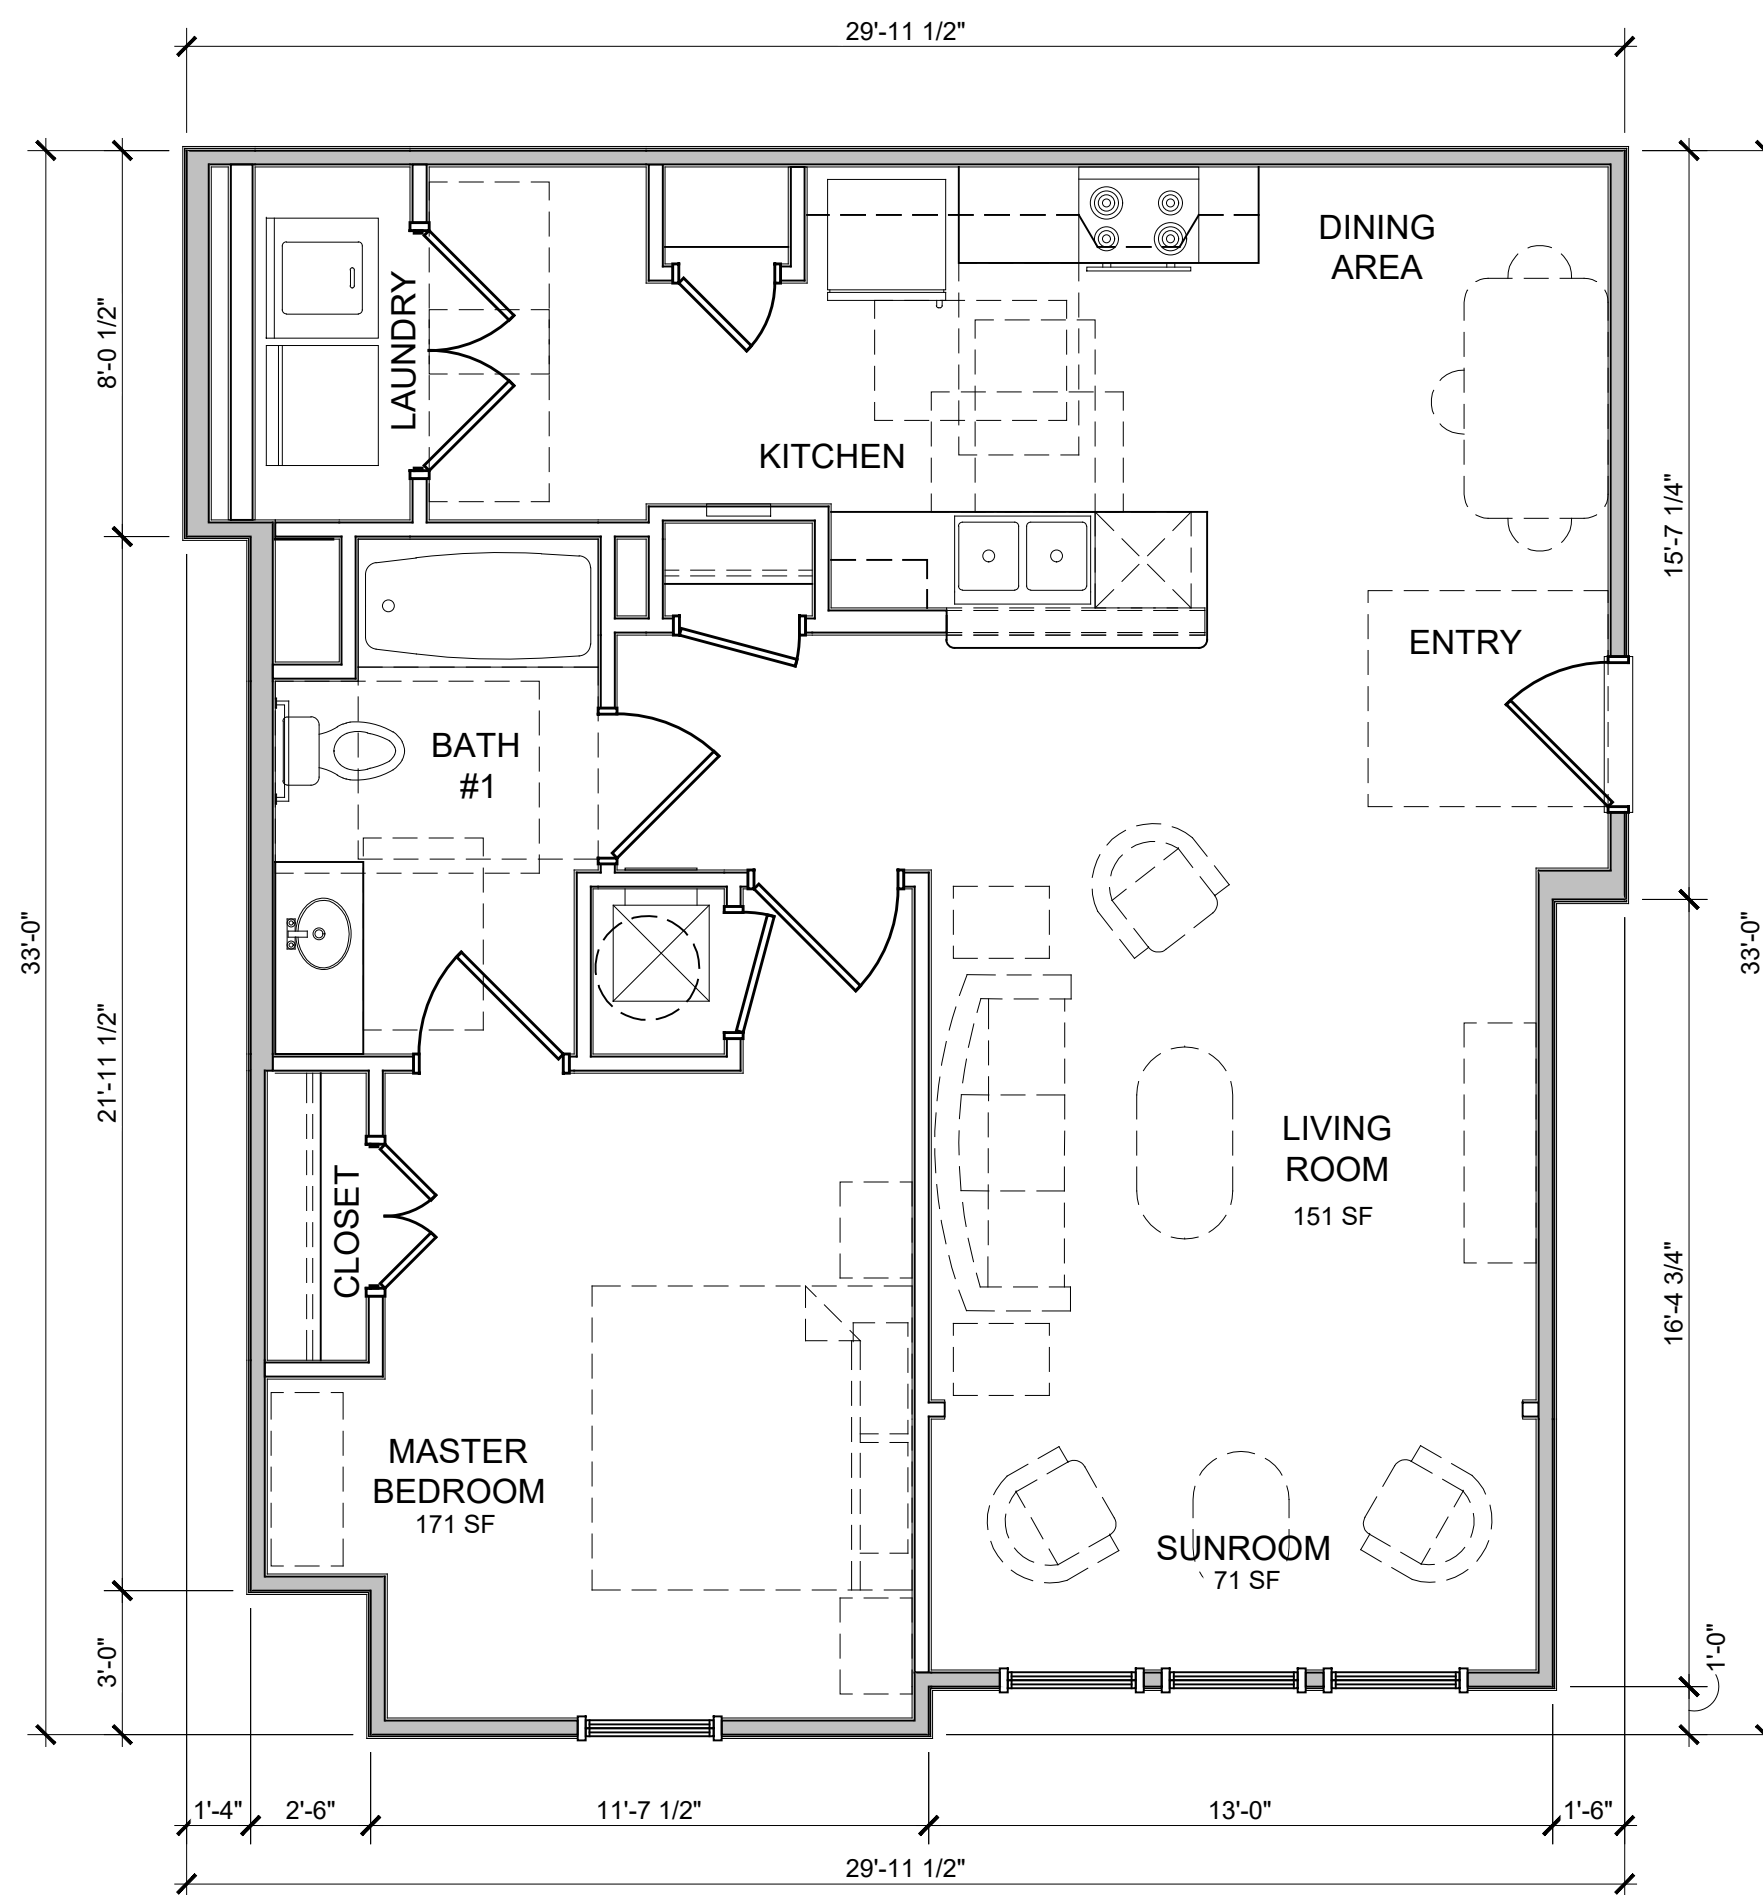 29'-11 1/2"
DINING
AREA
LAUNDRY
8'-0 1/2"
KITCHEN
15'-7 1/4"
ENTRY
BATH
#1
33'-0"
33'-0"
21'-11 1/2"
LIVING
ROOM
151 SF
CLOSET
16'-4 3/4"
MASTER
BEDROOM
171 SF
SUNROOM
71 SF
3'-0"
1'-0"
1'-4"
2'-6"
11'-7 1/2"
13'-0"
1'-6"
29'-11 1/2"